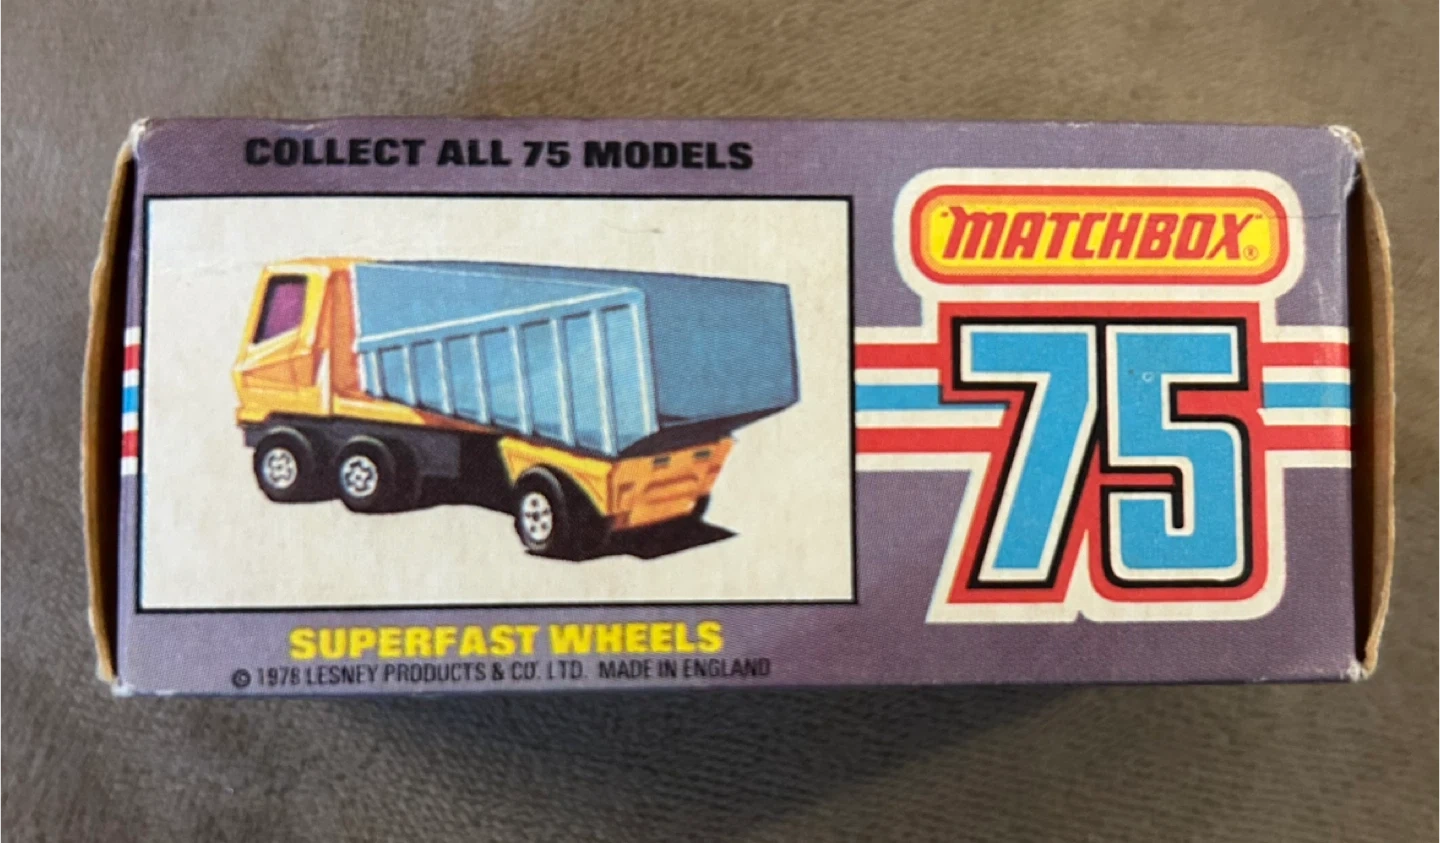 COLLECT ALL 75 MODELS
"MATCHBOX"®
75
SUPERFAST WHEELS
© 1978 LESNEY PRODUCTS & CO. LTD. MADE IN ENGLAND